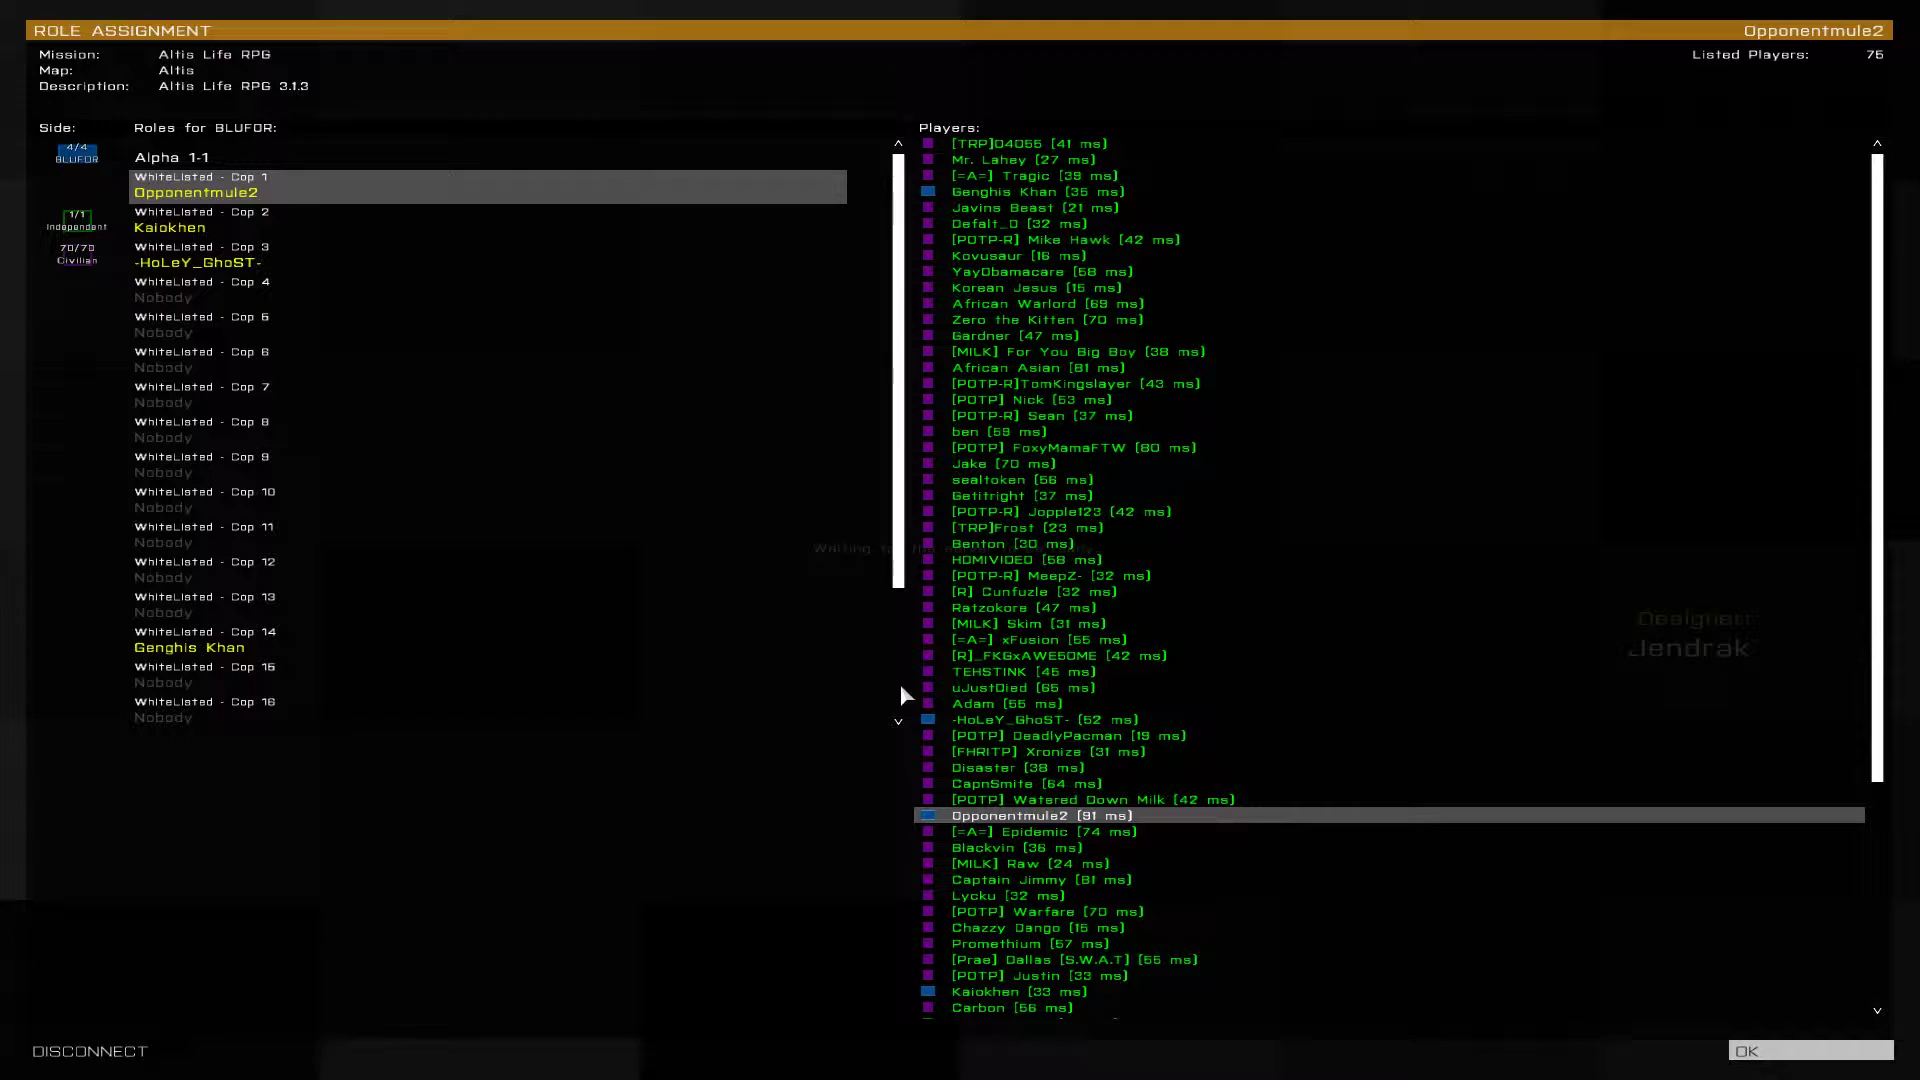 ROLE ASSIGNMENT
Opponentmule2
Mission: Altis Life RPG
Listed Players: 75
Map: Altis
Description: Altis Life RPG 3.1.3
Side:
Roles for BLUFOR:
4/4
BLUFOR
1/1
Independent
70/70
Civilian
Alpha 1-1
WhiteListed - Cop 1
Opponentmule2
WhiteListed - Cop 2
Kaiokhen
WhiteListed - Cop 3
-HoLeY_GhoST-
WhiteListed - Cop 4
Nobody
WhiteListed - Cop 5
Nobody
WhiteListed - Cop 6
Nobody
WhiteListed - Cop 7
Nobody
WhiteListed - Cop 8
Nobody
WhiteListed - Cop 9
Nobody
WhiteListed - Cop 10
Nobody
WhiteListed - Cop 11
Nobody
WhiteListed - Cop 12
Nobody
WhiteListed - Cop 13
Nobody
WhiteListed - Cop 14
Genghis Khan
WhiteListed - Cop 15
Nobody
WhiteListed - Cop 16
Nobody
Players:
[TRP]04055 (41 ms)
Mr. Lahey (27 ms)
[=A=] Tragic (39 ms)
Genghis Khan (35 ms)
Javins Beast (21 ms)
Defalt_D (32 ms)
[POTP-R] Mike Hawk (42 ms)
Kovusaur (16 ms)
YayObamacare (58 ms)
Korean Jesus (15 ms)
African Warlord (69 ms)
Zero the Kitten (70 ms)
Gardner (47 ms)
[MILK] For You Big Boy (38 ms)
African Asian (81 ms)
[POTP-R]TomKingslayer (43 ms)
[POTP] Nick (53 ms)
[POTP-R] Sean (37 ms)
ben (59 ms)
[POTP] FoxyMamaFTW (80 ms)
Jake (70 ms)
sealtoken (56 ms)
Getitright (37 ms)
[POTP-R] Jopple123 (42 ms)
[TRP]Frost (23 ms)
Benton (30 ms)
HDMIVIDEO (58 ms)
[POTP-R] MeepZ- (32 ms)
[R] Cunfuzle (32 ms)
Ratzokore (47 ms)
[MILK] Skim (31 ms)
[=A=] xFusion (55 ms)
[R]_FKGxAWE5OME (42 ms)
TEHSTINK (45 ms)
uJustDied (65 ms)
Adam (55 ms)
-HoLeY_GhoST- (52 ms)
[POTP] DeadlyPacman (19 ms)
[FHRITP] Xronize (31 ms)
Disaster (38 ms)
CapnSmite (64 ms)
[POTP] Watered Down Milk (42 ms)
Opponentmule2 (91 ms)
[=A=] Epidemic (74 ms)
Blackvin (36 ms)
[MILK] Raw (24 ms)
Captain Jimmy (81 ms)
Lycku (32 ms)
[POTP] Warfare (70 ms)
Chazzy Dango (15 ms)
Promethium (57 ms)
[Prae] Dallas [S.W.A.T] (55 ms)
[POTP] Justin (33 ms)
Kaiokhen (33 ms)
Carbon (56 ms)
Waiting
Designer
Jendrak
DISCONNECT
OK